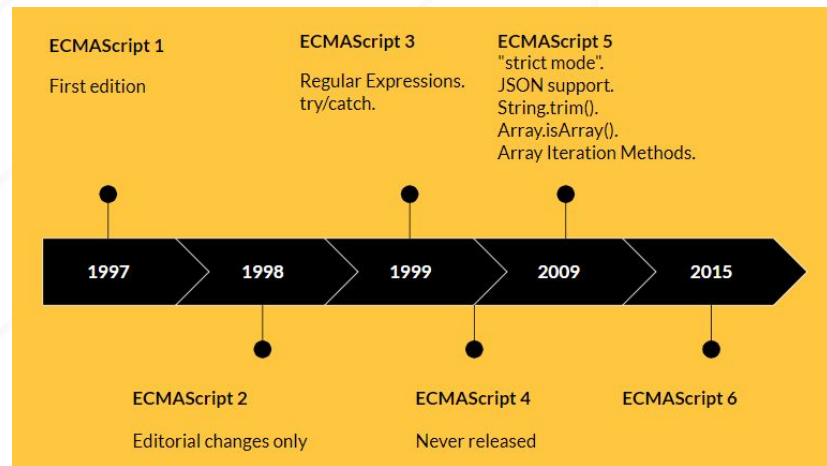 ECMAScript 1
First edition
ECMAScript 3
Regular Expressions.
try/catch.
ECMAScript 5
"strict mode".
JSON support.
String.trim().
Array.isArray().
Array Iteration Methods.
1997
1998
1999
2009
2015
ECMAScript 2
Editorial changes only
ECMAScript 4
Never released
ECMAScript 6